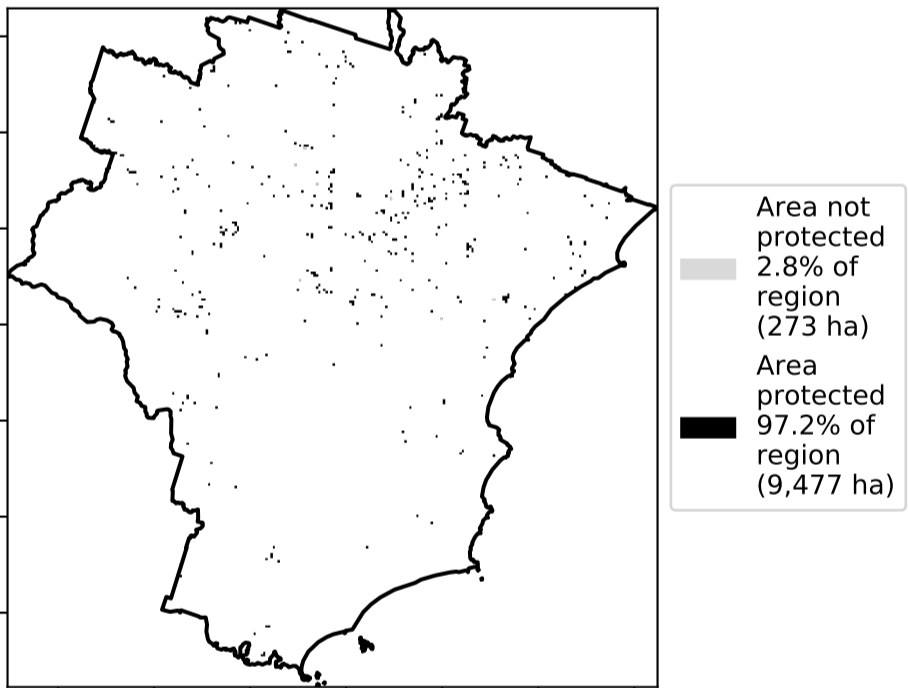 Area not
protected
2.8% of
region
(273 ha)
Area
protected
97.2% of
region
(9,477 ha)